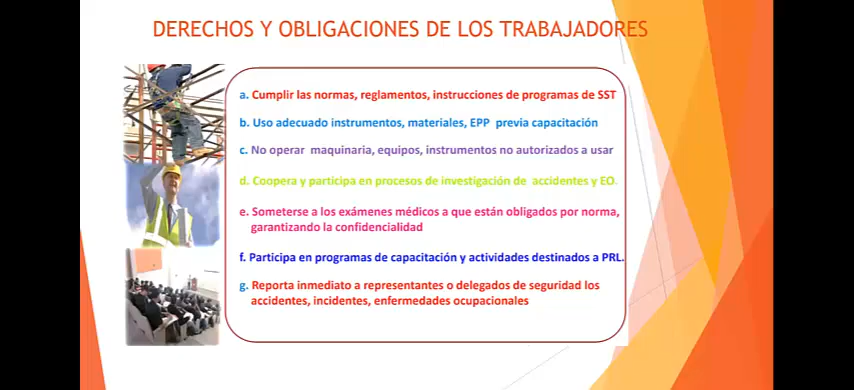 DERECHOS Y OBLIGACIONES DE LOS TRABAJADORES
a. Cumplir las normas, reglamentos, instrucciones de programas de SST
b. Uso adecuado instrumentos, materiales, EPP previa capacitación
c. No operar maquinaria, equipos, instrumentos no autorizados a usar
d. Coopera y participa en procesos de investigación de accidentes y EO.
e. Someterse a los exámenes médicos a que están obligados por norma,
garantizando la confidencialidad
f. Participa en programas de capacitación y actividades destinados a PRL.
g. Reporta inmediato a representantes o delegados de seguridad los
accidentes, incidentes, enfermedades ocupacionales